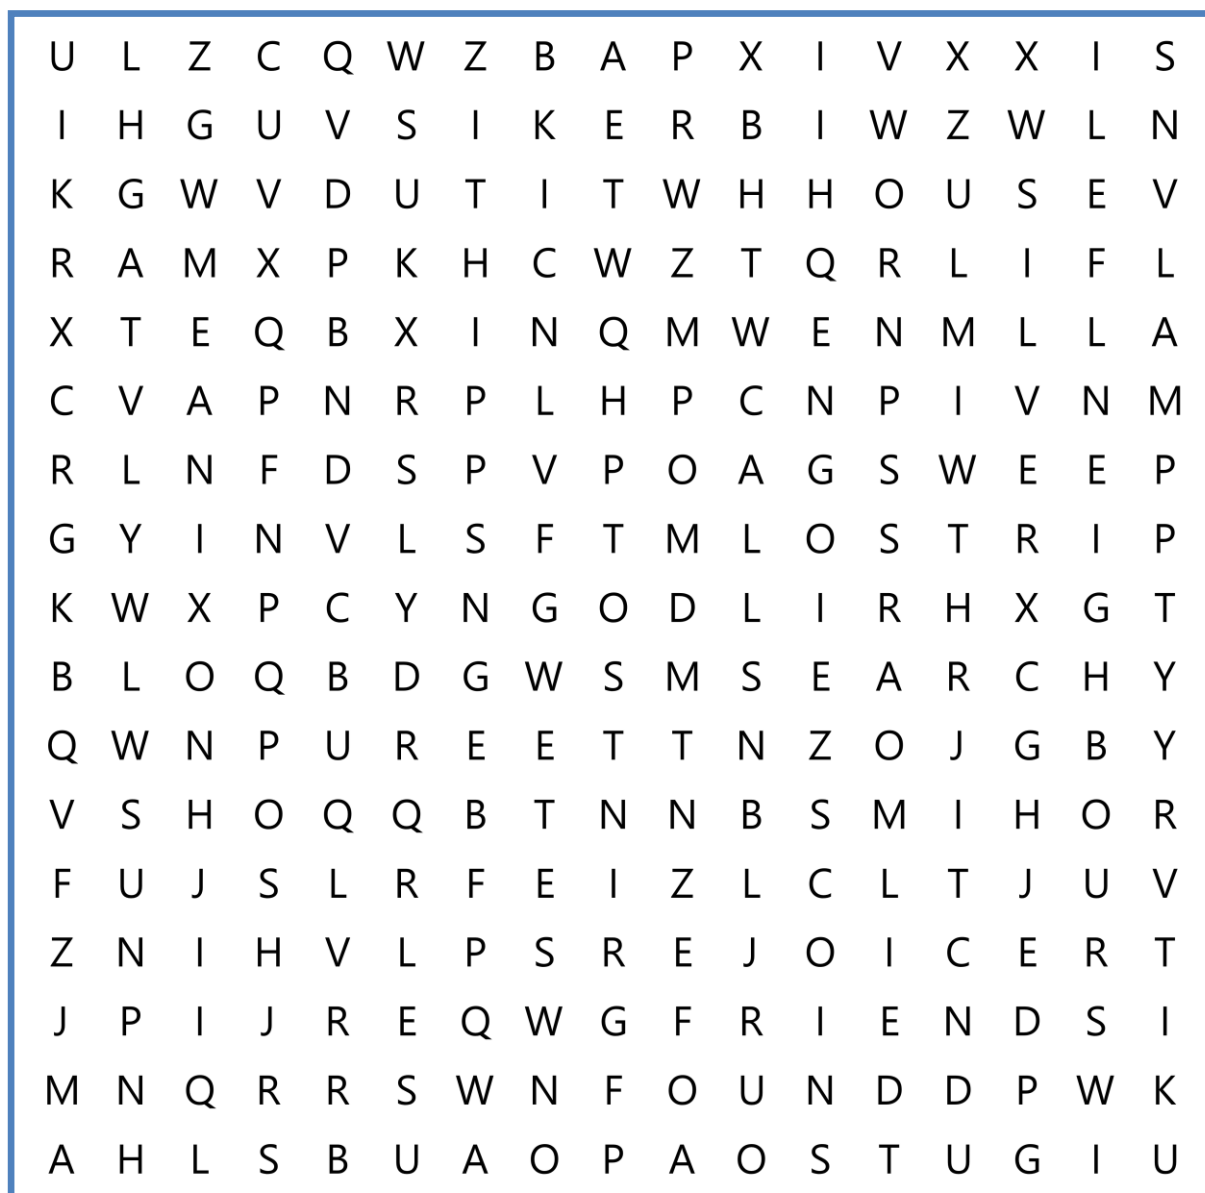 U L Z C Q W Z B A P X I V X X I S
I H G U V S I K E R B I W Z W L N
K G W V D U T I T W H H O U S E V
R A M X P K H C W Z T Q R L I F L
X T E Q B X I N Q M W E N M L L A
C V A P N R P L H P C N P I V N M
R L N F D S P V P O A G S W E E P
G Y I N V L S F T M L O S T R I P
K W X P C Y N G O D L I R H X G T
B L O Q B D G W S M S E A R C H Y
Q W N P U R E E T T N Z O J G B Y
V S H O Q Q B T N N B S M I H O R
F U J S L R F E I Z L C L T J U V
Z N I H V L P S R E J O I C E R T
J P I J R E Q W G F R I E N D S I
M N Q R R S W N F O U N D D P W K
A H L S B U A O P A O S T U G I U